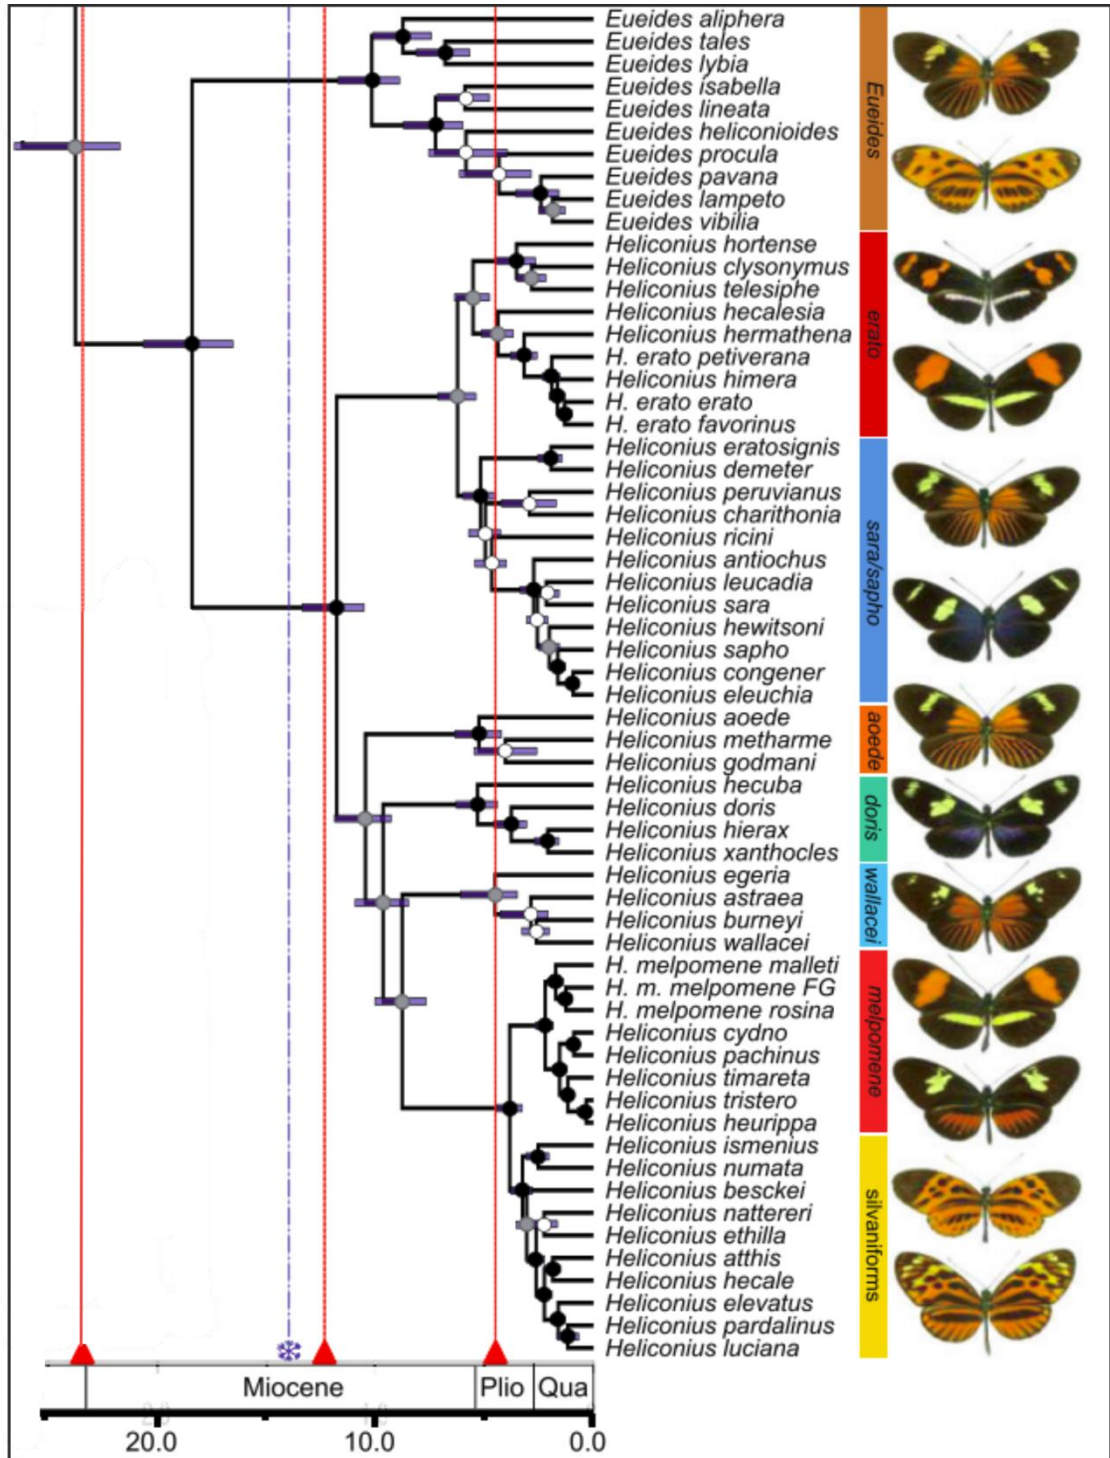 Eueides aliphera
Eueides tales
Eueides lybia
Eueides isabella
Eueides lineata
Eueides heliconioides
Eueides procula
Eueides pavana
Eueides lampeto
Eueides vibilia
Eueides
Heliconius hortense
Heliconius clysonymus
Heliconius telesiphe
Heliconius hecalesia
Heliconius hermathena
H. erato petiverana
Heliconius himera
H. erato erato
H. erato favorinus
erato
Heliconius eratosignis
Heliconius demeter
Heliconius peruvianus
Heliconius charithonia
Heliconius ricini
Heliconius antiochus
Heliconius leucadia
Heliconius sara
Heliconius hewitsoni
Heliconius sapho
Heliconius congener
Heliconius eleuchia
sara/sapho
Heliconius aoede
Heliconius metharme
Heliconius godmani
aoede
Heliconius hecuba
Heliconius doris
Heliconius hierax
Heliconius xanthocles
doris
Heliconius egeria
Heliconius astraea
Heliconius burneyi
Heliconius wallacei
wallacei
H. melpomene malleti
H. m. melpomene FG
H. melpomene rosina
Heliconius cydno
Heliconius pachinus
Heliconius timareta
Heliconius tristero
Heliconius heurippa
melpomene
Heliconius ismenius
Heliconius numata
Heliconius besckei
Heliconius nattereri
Heliconius ethilla
Heliconius atthis
Heliconius hecale
Heliconius elevatus
Heliconius pardalinus
Heliconius luciana
silvaniforms
Miocene Plio Qua
20.0 10.0 0.0